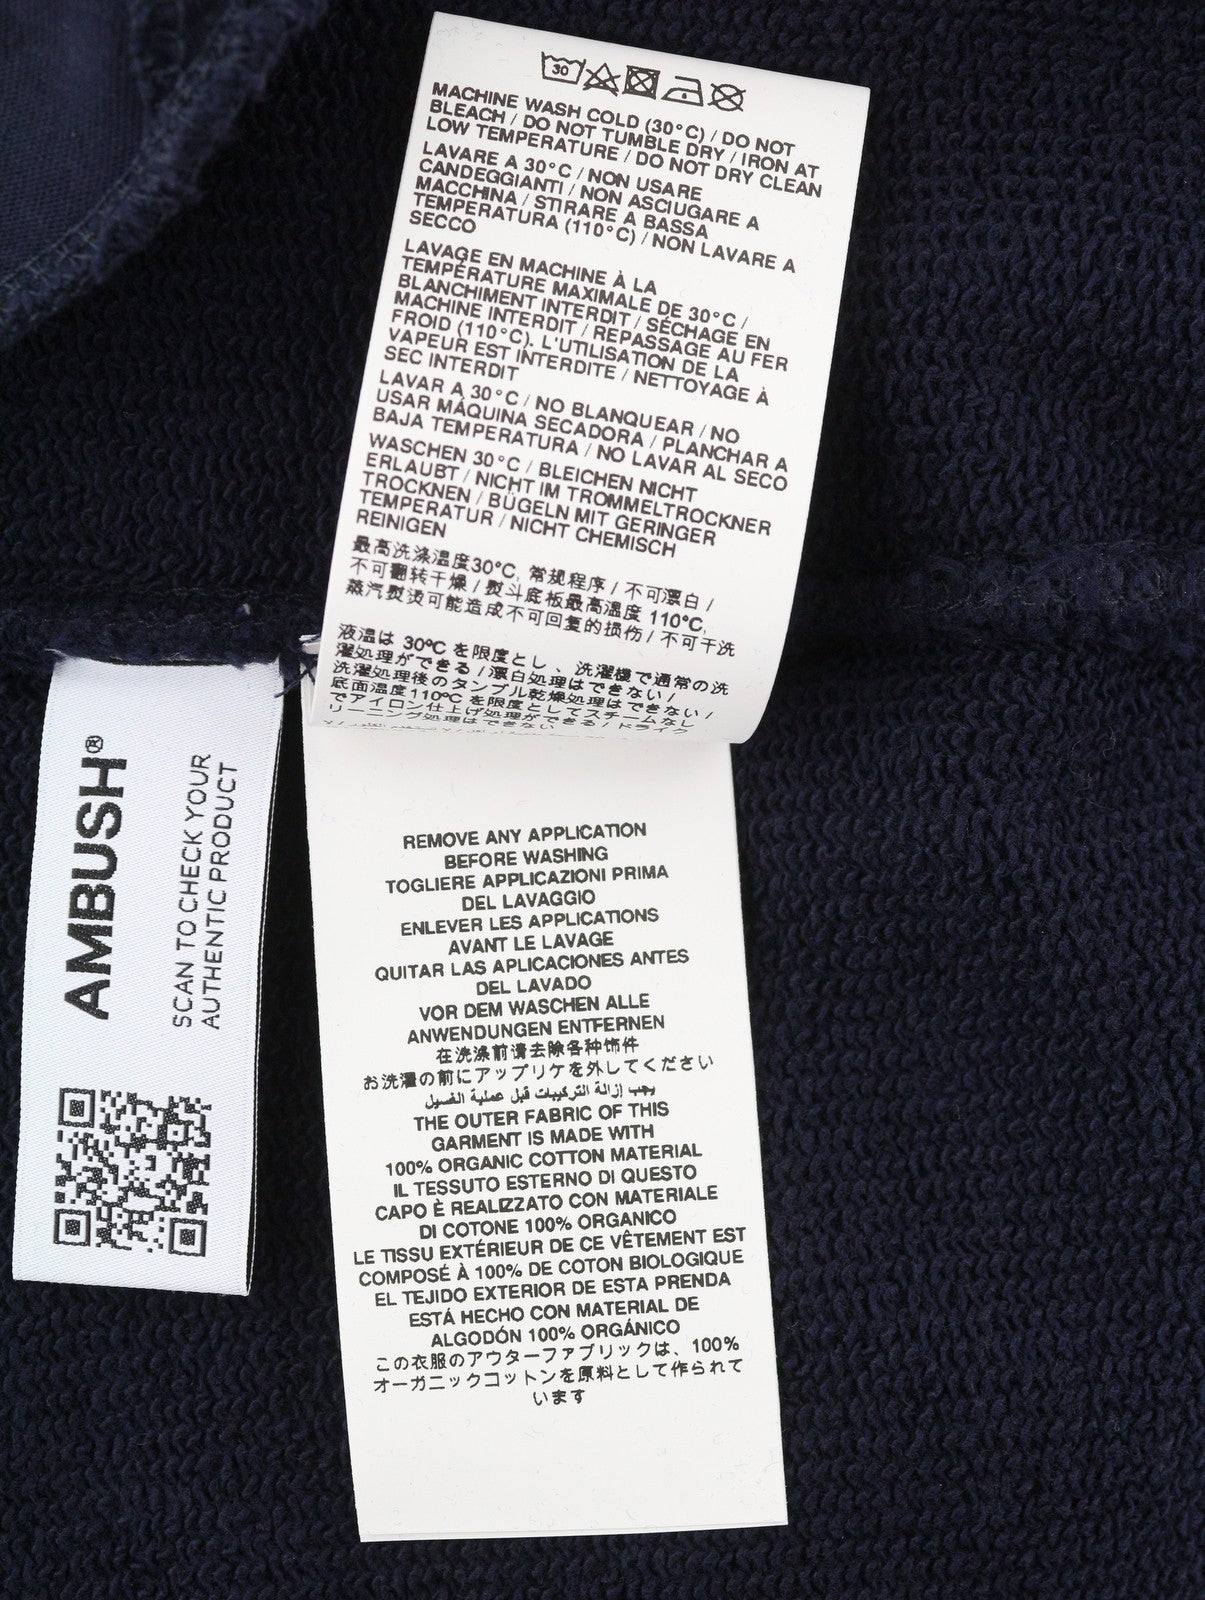 30
MACHINE WASH COLD (30°C) / DO NOT
BLEACH / DO NOT TUMBLE DRY / IRON AT
LOW TEMPERATURE / DO NOT DRY CLEAN
LAVARE A 30°C / NON USARE
CANDEGGIANTI / NON ASCIUGARE A
MACCHINA / STIRARE A BASSA
TEMPERATURA (110°C) / NON LAVARE A
SECCO
LAVAGE EN MACHINE À LA
TEMPÉRATURE MAXIMALE DE 30°C /
BLANCHIMENT INTERDIT / SÉCHAGE EN
MACHINE INTERDIT / REPASSAGE AU FER
FROID (110°C). L'UTILISATION DE LA
VAPEUR EST INTERDITE / NETTOYAGE À
SEC INTERDIT
LAVAR A 30°C / NO BLANQUEAR / NO
USAR MÁQUINA SECADORA / PLANCHAR A
BAJA TEMPERATURA / NO LAVAR AL SECO
WASCHEN 30°C / BLEICHEN NICHT
ERLAUBT / NICHT IM TROMMELTROCKNER
TROCKNEN / BÜGELN MIT GERINGER
TEMPERATUR / NICHT CHEMISCH
REINIGEN
最高洗涤温度30°C, 常规程序 / 不可漂白 /
不可翻转干燥 / 熨斗底板最高温度 110°C,
蒸汽熨烫可能造成不可回复的损伤 / 不可干洗
液温は 30°C を限度とし、洗濯機で通常の洗
濯処理ができる / 漂白処理はできない /
洗濯処理後のタンブル乾燥処理はできない /
底面温度110°C を限度としてスチームなし
でアイロン仕上げ処理ができる / ドライク
リーニング処理はできない
AMBUSH®
SCAN TO CHECK YOUR
AUTHENTIC PRODUCT
REMOVE ANY APPLICATION
BEFORE WASHING
TOGLIERE APPLICAZIONI PRIMA
DEL LAVAGGIO
ENLEVER LES APPLICATIONS
AVANT LE LAVAGE
QUITAR LAS APLICACIONES ANTES
DEL LAVADO
VOR DEM WASCHEN ALLE
ANWENDUNGEN ENTFERNEN
在洗涤前请去除各种饰件
お洗濯の前にアップリケを外してください
يجب إزالة التركيبات قبل عملية الغسيل
THE OUTER FABRIC OF THIS
GARMENT IS MADE WITH
100% ORGANIC COTTON MATERIAL
IL TESSUTO ESTERNO DI QUESTO
CAPO È REALIZZATO CON MATERIALE
DI COTONE 100% ORGANICO
LE TISSU EXTÉRIEUR DE CE VÊTEMENT EST
COMPOSÉ À 100% DE COTON BIOLOGIQUE
EL TEJIDO EXTERIOR DE ESTA PRENDA
ESTÁ HECHO CON MATERIAL DE
ALGODÓN 100% ORGÁNICO
この衣服のアウターファブリックは、100%
オーガニックコットンを原料として作られて
います